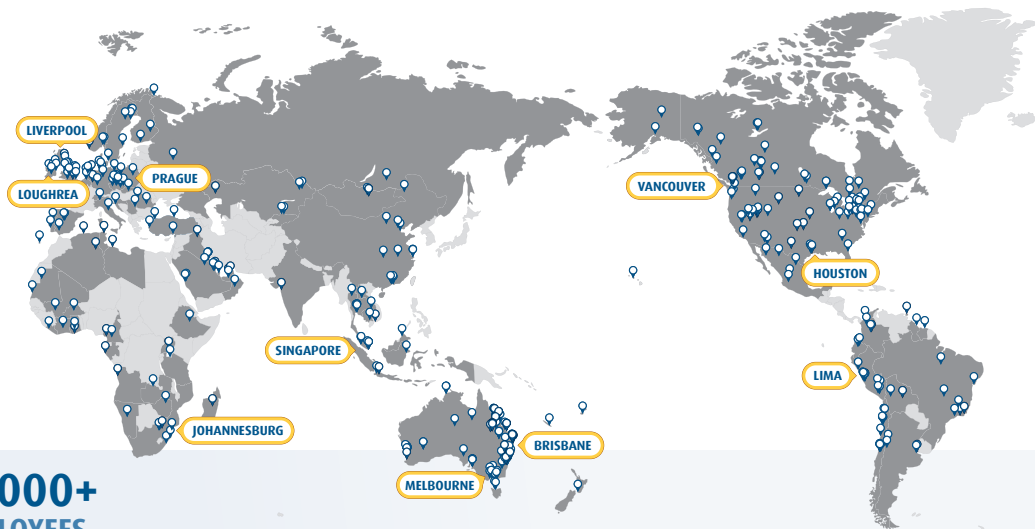 LIVERPOOL
PRAGUE
LOUGHREA
VANCOUVER
HOUSTON
SINGAPORE
LIMA
JOHANNESBURG
BRISBANE
MELBOURNE
000+